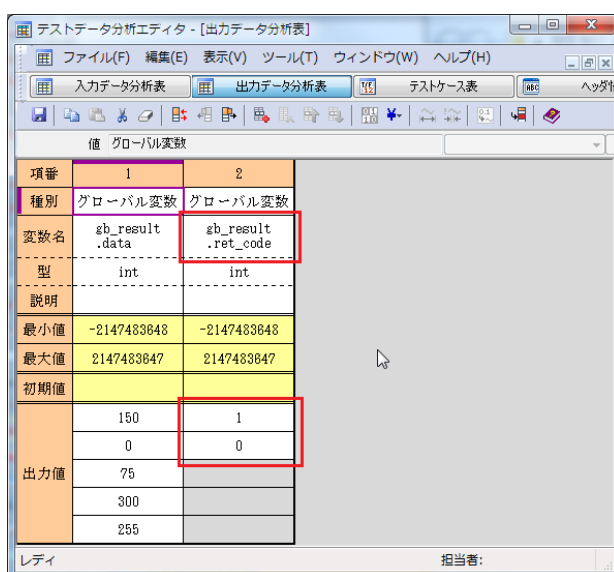 テストデータ分析エディタ - [出力データ分析表]
ファイル(F) 編集(E) 表示(V) ツール(T) ウィンドウ(W) ヘルプ(H)
入力データ分析表 出力データ分析表 テストケース表
値 グローバル変数
項番 1 2
種別 グローバル変数 グローバル変数
変数名 gb_result .data gb_result .ret_code
型 int int
説明
最小値 -2147483648 -2147483648
最大値 2147483647 2147483647
初期値
出力値 150 1
0 0
75
300
255
レディ 担当者: